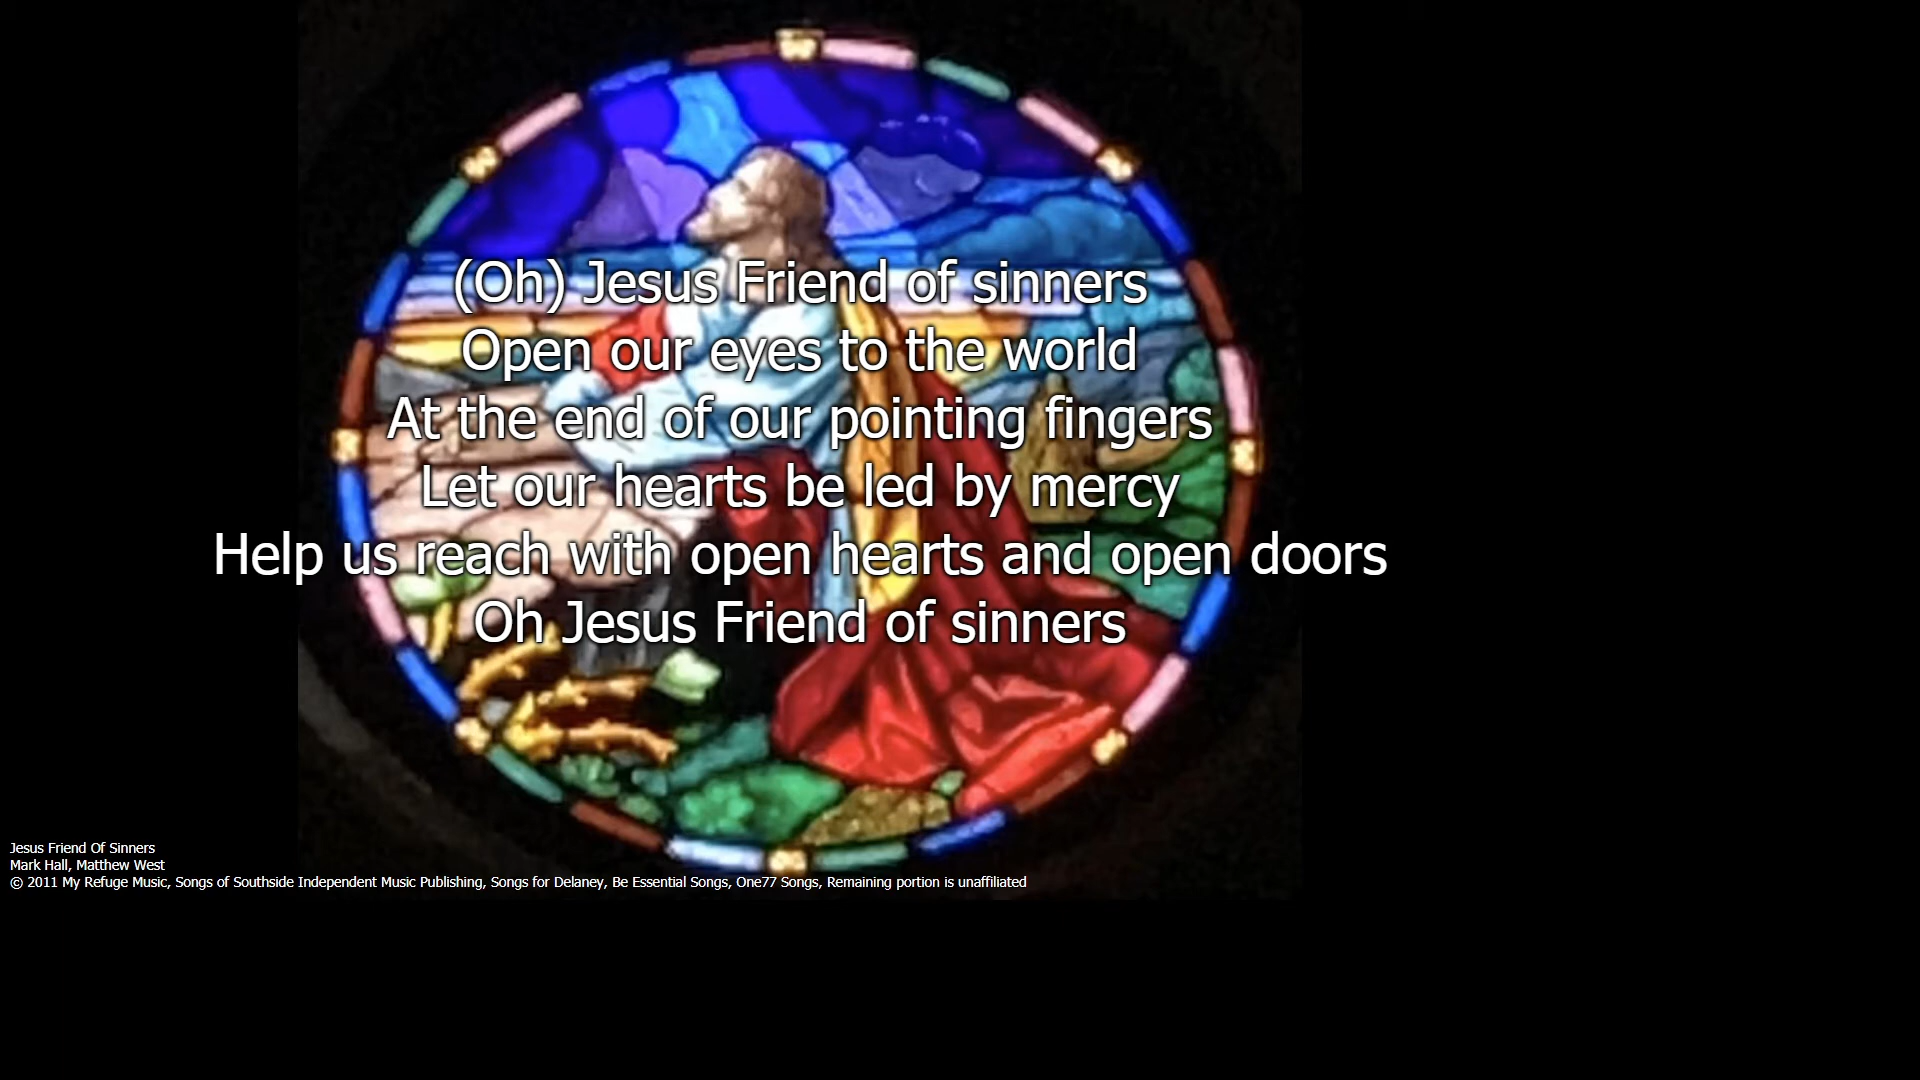 (Oh) Jesus Friend of sinners
Open our eyes to the world
At the end of our pointing fingers
Let our hearts be led by mercy
Help us reach with open hearts and open doors
Oh Jesus Friend of sinners
Jesus Friend Of Sinners
Mark Hall, Matthew West
© 2011 My Refuge Music, Songs of Southside Independent Music Publishing, Songs for Delaney, Be Essential Songs, One77 Songs, Remaining portion is unaffiliated